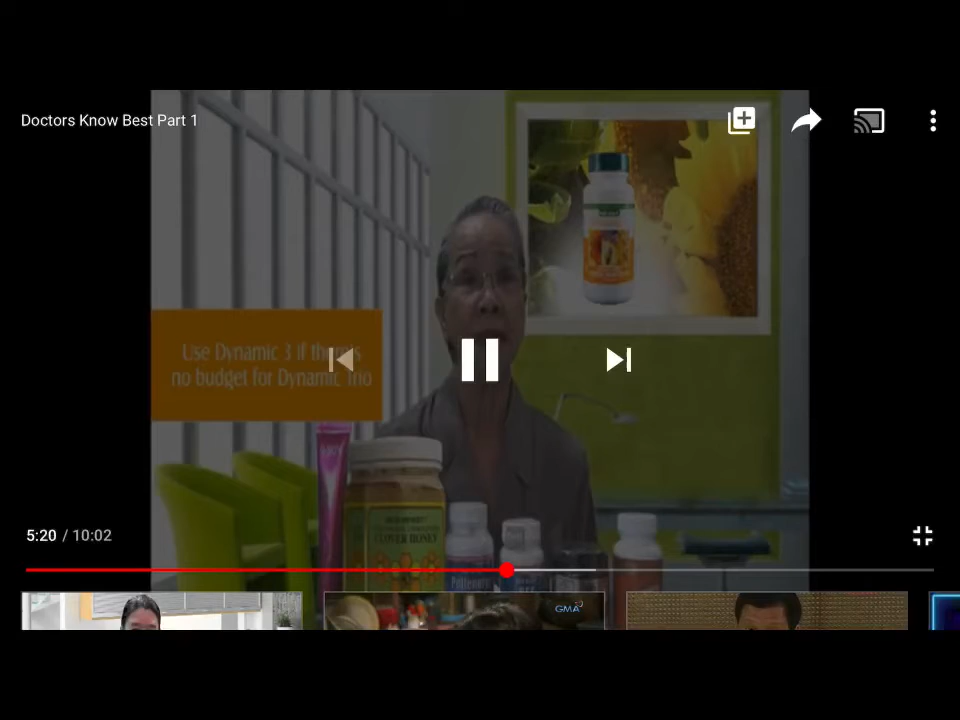 Doctors Know Best Part 1
Use Dynamic 3 if there is
no budget for Dynamic Trio
CLOVER HONEY
5:20 / 10:02
GMA